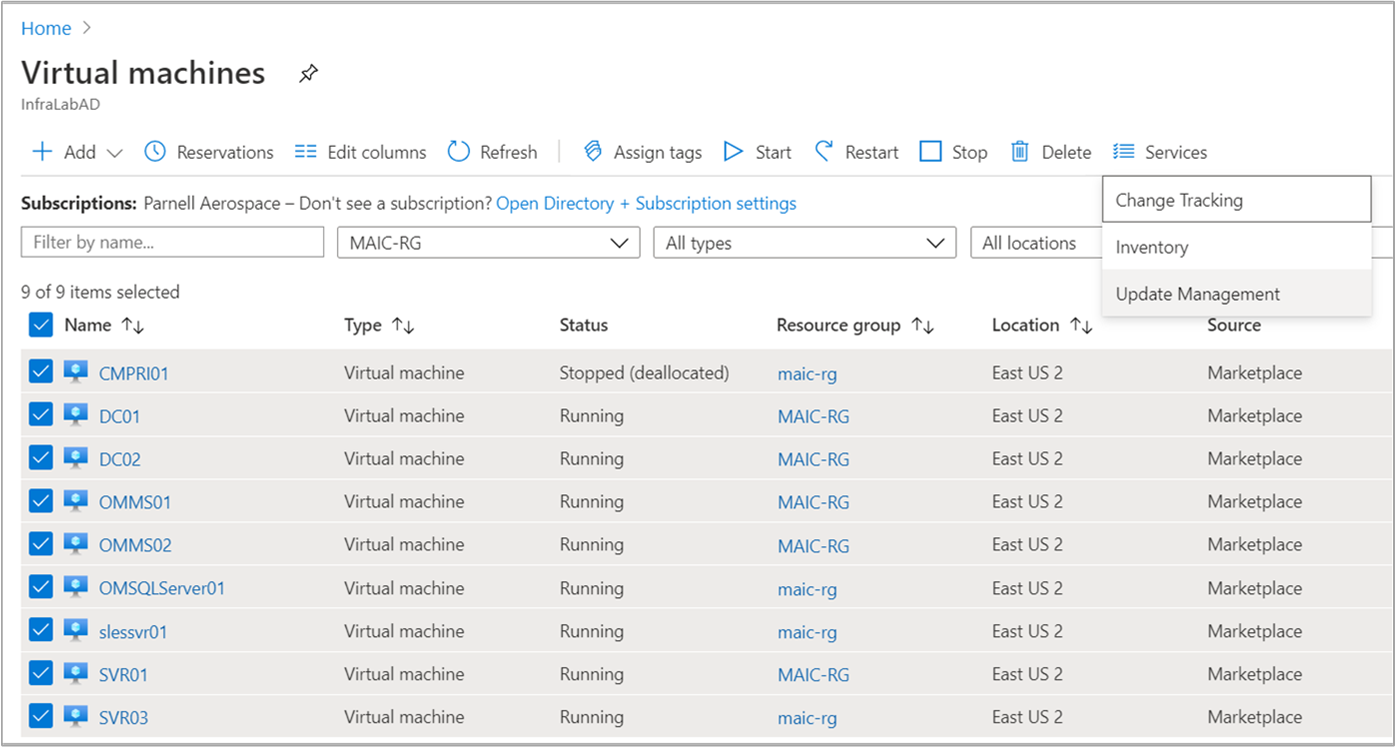 Home
Virtual machines
InfraLabAD
Add Reservations Edit columns Refresh Assign tags Start Restart Stop Delete Services
Change Tracking
Inventory
Update Management
Subscriptions: Parnell Aerospace – Don't see a subscription? Open Directory + Subscription settings
Filter by name... MAIC-RG All types All locations
9 of 9 items selected
Name Type Status Resource group Location Source
CMPRI01 Virtual machine Stopped (deallocated) maic-rg East US 2 Marketplace
DC01 Virtual machine Running MAIC-RG East US 2 Marketplace
DC02 Virtual machine Running MAIC-RG East US 2 Marketplace
OMMS01 Virtual machine Running MAIC-RG East US 2 Marketplace
OMMS02 Virtual machine Running MAIC-RG East US 2 Marketplace
OMSQLServer01 Virtual machine Running maic-rg East US 2 Marketplace
slessvr01 Virtual machine Running maic-rg East US 2 Marketplace
SVR01 Virtual machine Running MAIC-RG East US 2 Marketplace
SVR03 Virtual machine Running maic-rg East US 2 Marketplace